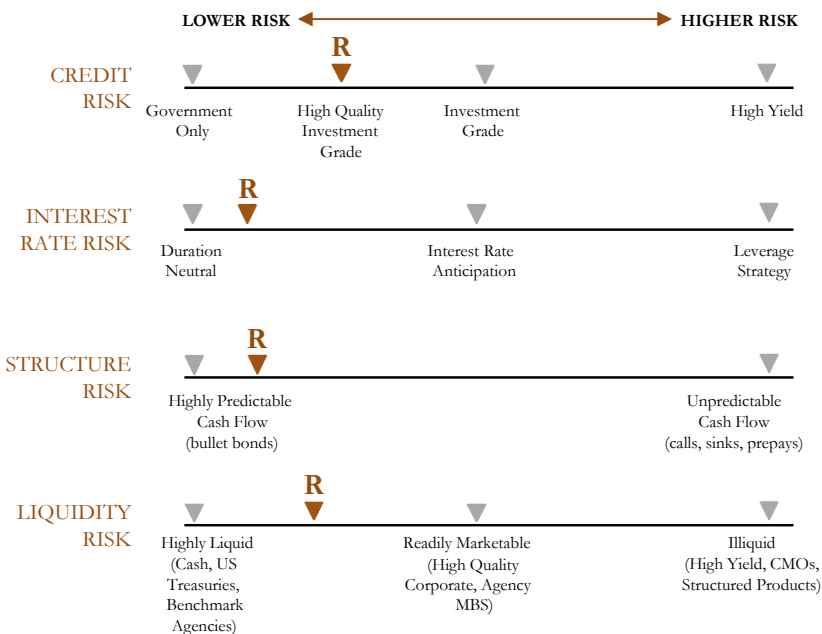 LOWER RISK HIGHER RISK
R
CREDIT
RISK
Government
Only
High Quality
Investment
Grade
Investment
Grade
High Yield
R
INTEREST
RATE RISK
Duration
Neutral
Interest Rate
Anticipation
Leverage
Strategy
R
STRUCTURE
RISK
Highly Predictable
Cash Flow
(bullet bonds)
Unpredictable
Cash Flow
(calls, sinks, prepays)
R
LIQUIDITY
RISK
Highly Liquid
(Cash, US
Treasuries,
Benchmark
Agencies)
Readily Marketable
(High Quality
Corporate, Agency
MBS)
Illiquid
(High Yield, CMOs,
Structured Products)